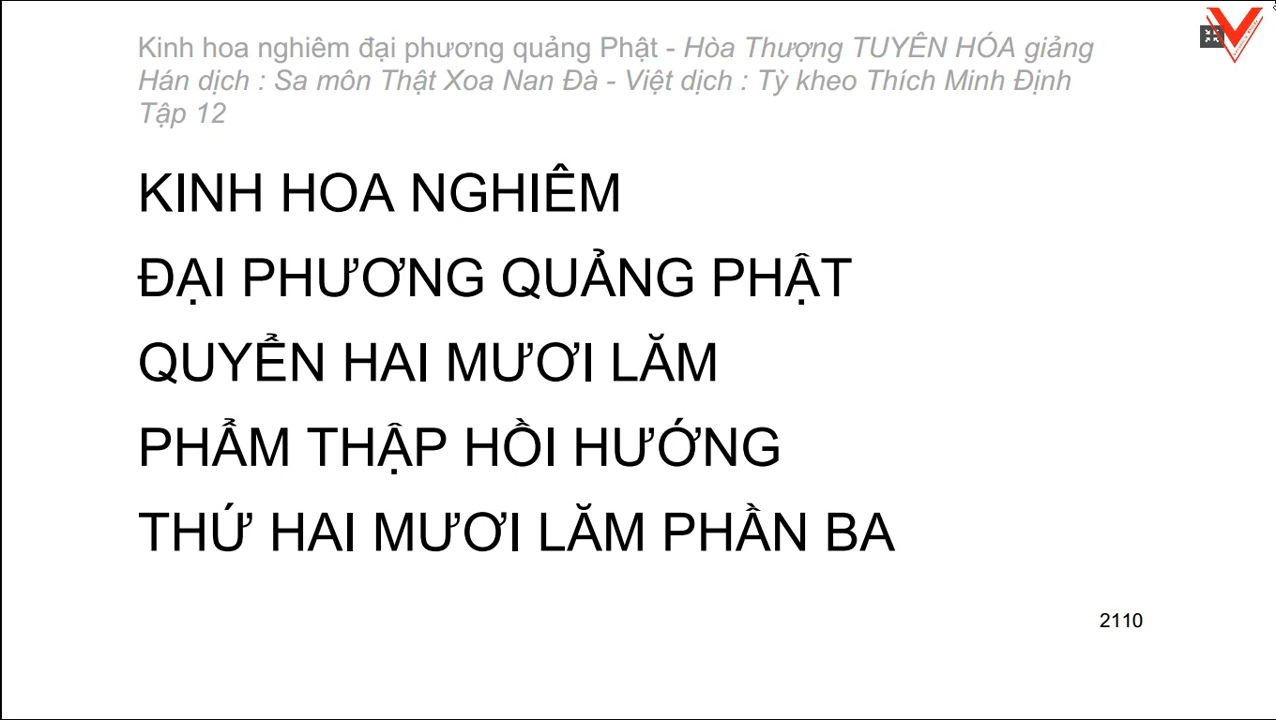 Kinh hoa nghiêm đại phương quảng Phật - Hòa Thượng TUYÊN HÓA giảng
Hán dịch : Sa môn Thật Xoa Nan Đà - Việt dịch : Tỳ kheo Thích Minh Định
Tập 12
KINH HOA NGHIÊM
ĐẠI PHƯƠNG QUẢNG PHẬT
QUYỂN HAI MƯƠI LĂM
PHẨM THẬP HỒI HƯỚNG
THỨ HAI MƯƠI LĂM PHẦN BA
2110